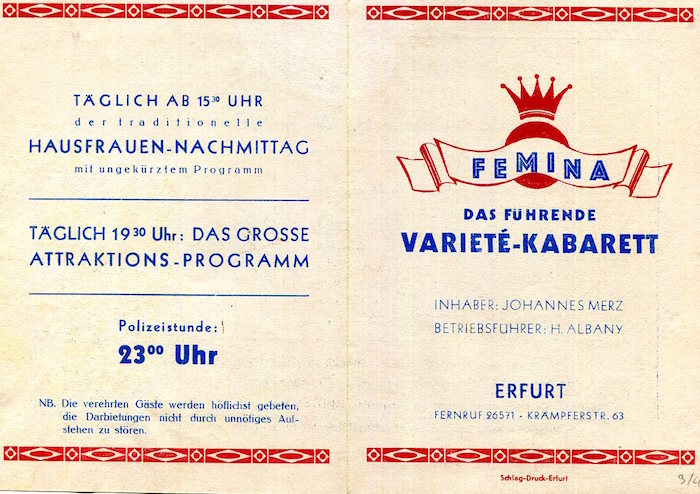 TÄGLICH AB 15³⁰ UHR
der traditionelle
HAUSFRAUEN-NACHMITTAG
mit ungekürztem Programm
TÄGLICH 19³⁰ Uhr: DAS GROSSE
ATTRAKTIONS-PROGRAMM
Polizeistunde:
23⁰⁰ Uhr
NB. Die verehrten Gäste werden höflichst gebeten,
die Darbietungen nicht durch unnötiges Auf-
stehen zu stören.
FEMINA
DAS FÜHRENDE
VARIETÉ-KABARETT
INHABER: JOHANNES MERZ
BETRIEBSFÜHRER: H. ALBANY
ERFURT
FERNRUF 26571 · KRÄMPFERSTR. 63
Schlag-Druck-Erfurt